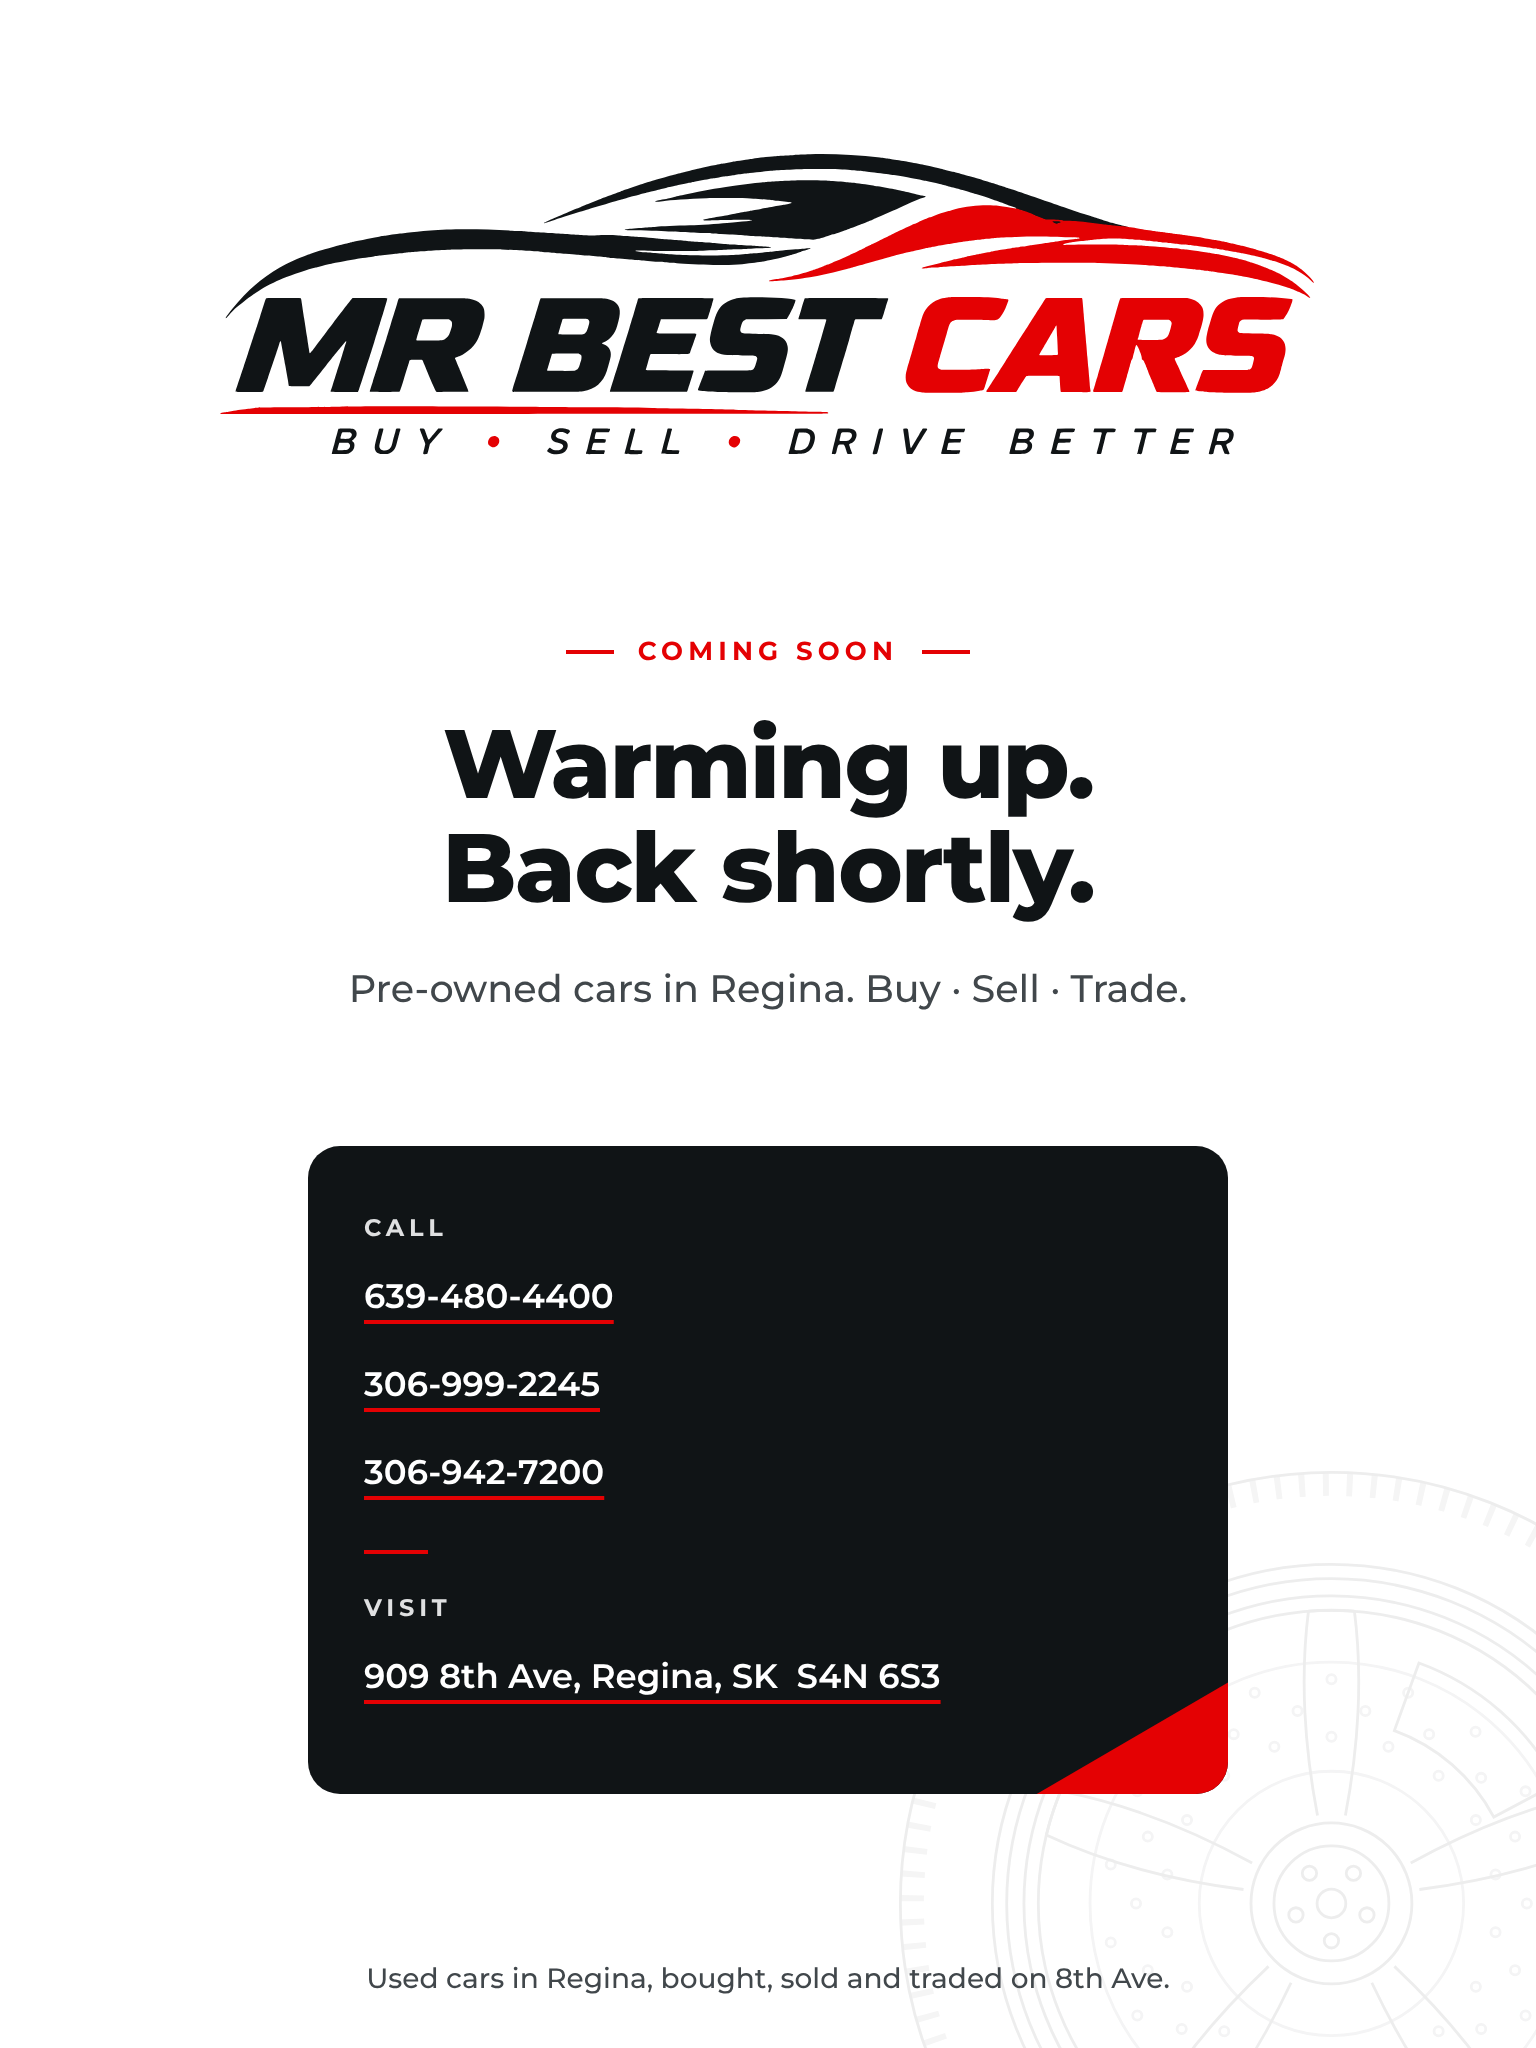 MR BEST CARS
BUY • SELL • DRIVE BETTER
COMING SOON
Warming up.
Back shortly.
Pre-owned cars in Regina. Buy · Sell · Trade.
CALL
639-480-4400
306-999-2245
306-942-7200
VISIT
909 8th Ave, Regina, SK  S4N 6S3
Used cars in Regina, bought, sold and traded on 8th Ave.